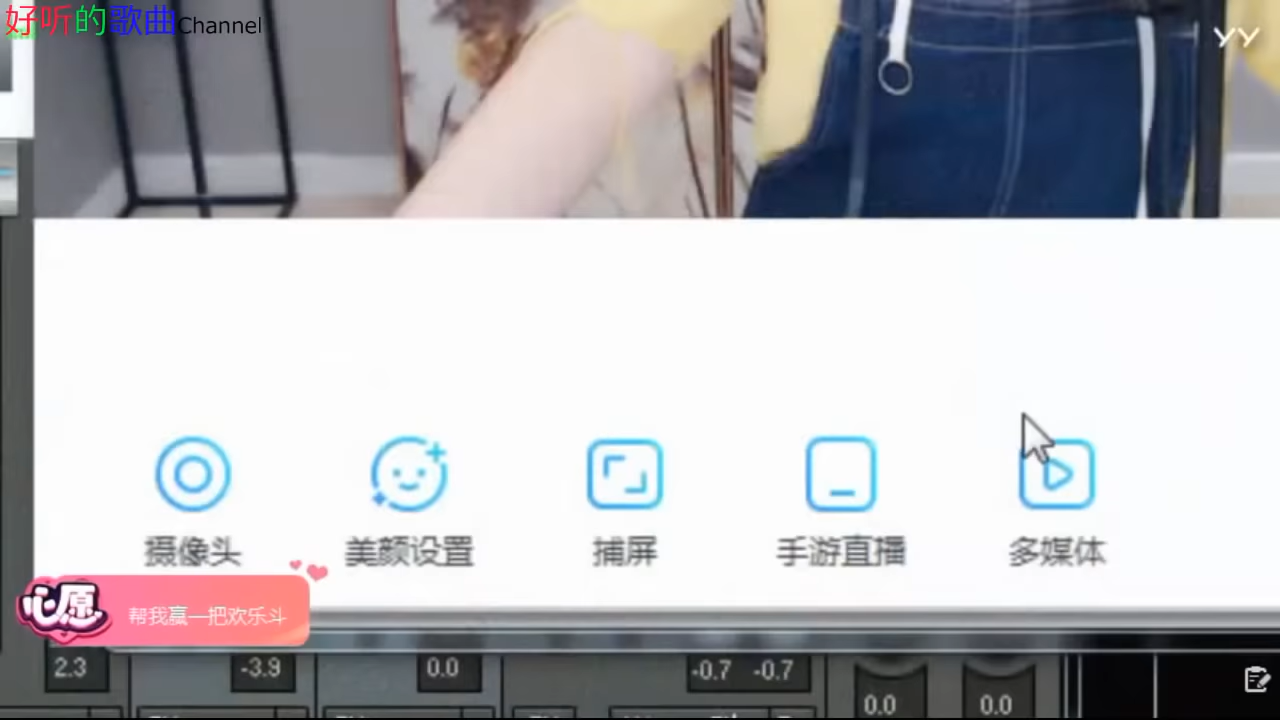 好听的歌曲Channel
YY
摄像头 美颜设置 捕屏 手游直播 多媒体
心愿 帮我赢一把欢乐斗
2.3 -3.9 0.0 -0.7 -0.7 0.0 0.0